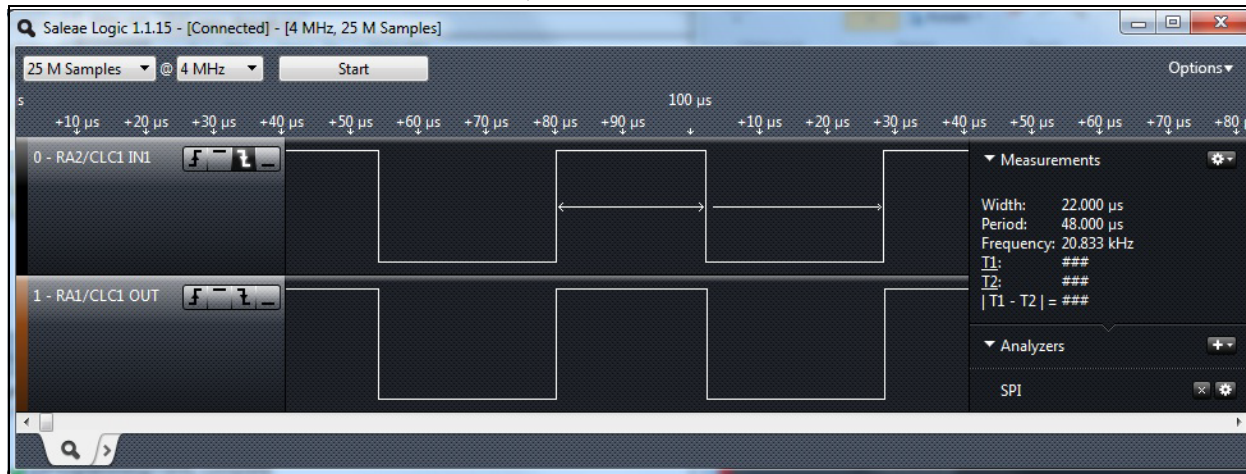 Saleae Logic 1.1.15 - [Connected] - [4 MHz, 25 M Samples]
25 M Samples @ 4 MHz Start Options
s 100 µs
+10 µs +20 µs +30 µs +40 µs +50 µs +60 µs +70 µs +80 µs +90 µs +10 µs +20 µs +30 µs +40 µs +50 µs +60 µs +70 µs +80
0 - RA2/CLC1 IN1
Measurements
Width: 22.000 µs
Period: 48.000 µs
Frequency: 20.833 kHz
T1: ###
T2: ###
| T1 - T2 | = ###
1 - RA1/CLC1 OUT
Analyzers
SPI